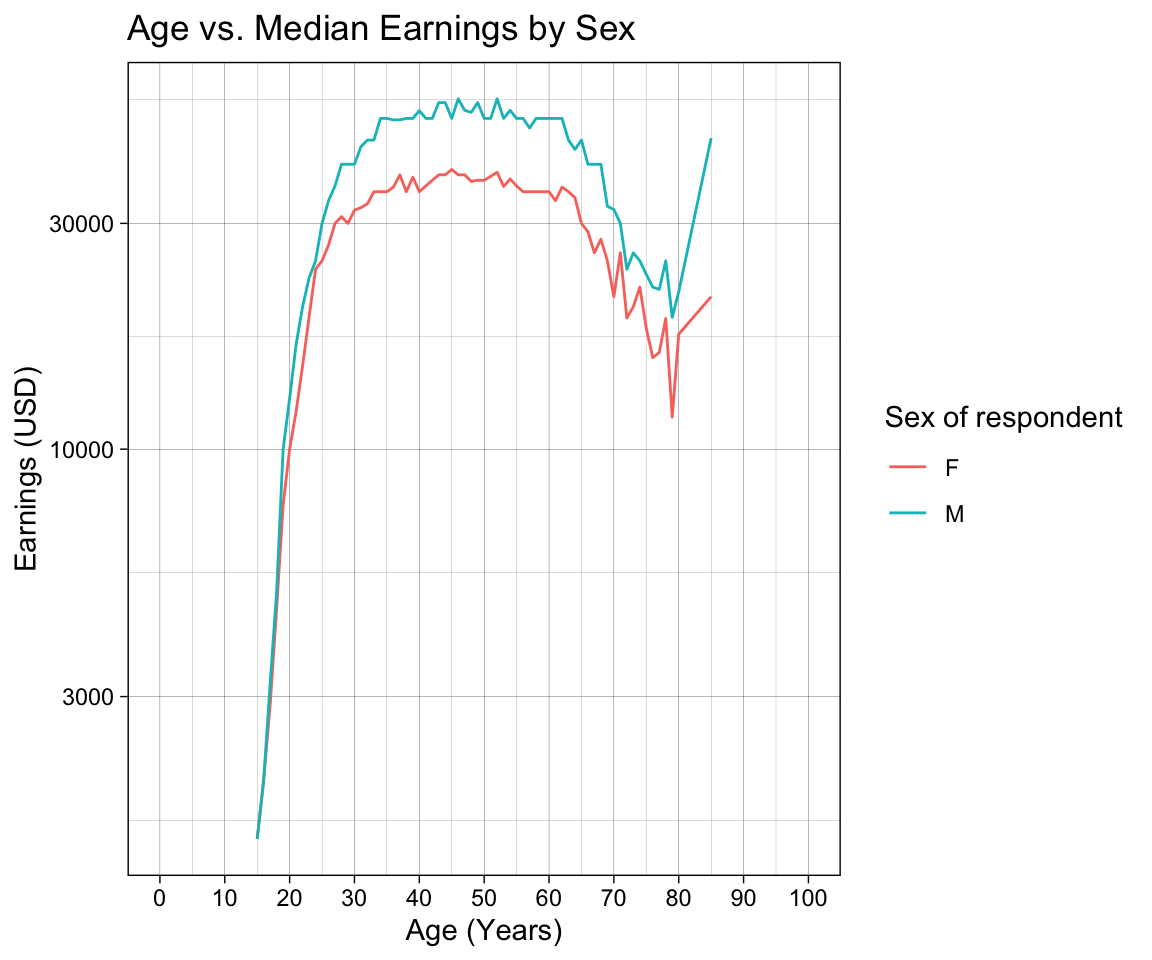 Age vs. Median Earnings by Sex
Earnings (USD)
30000
10000
3000
0 10 20 30 40 50 60 70 80 90 100
Age (Years)
Sex of respondent
F
M